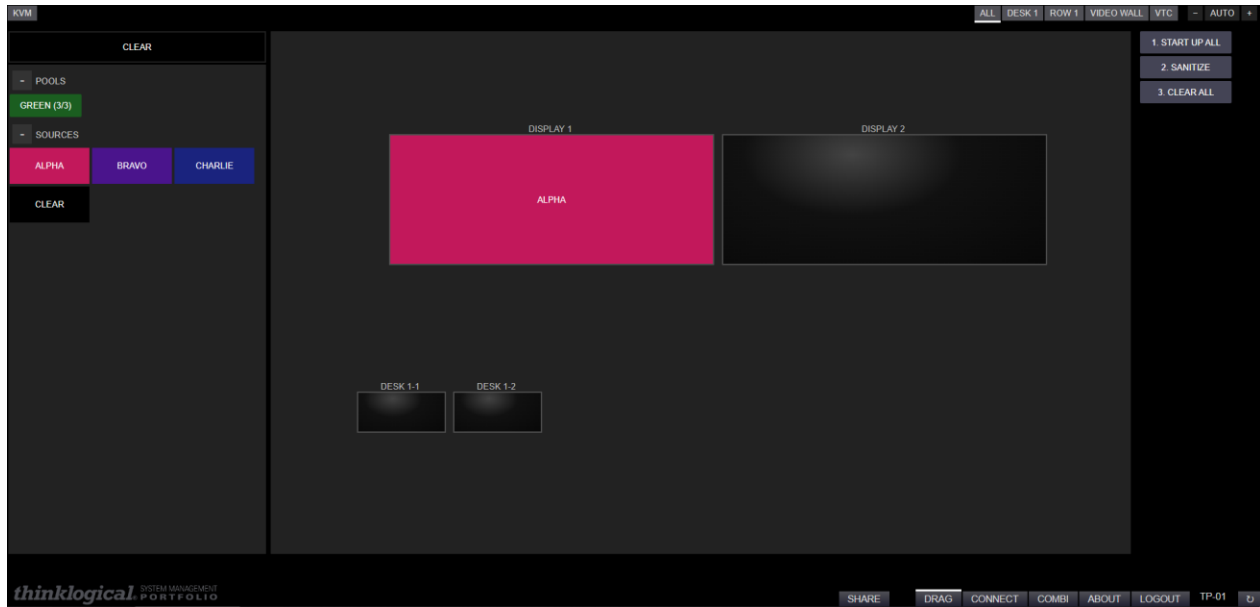 KVM
ALL DESK 1 ROW 1 VIDEO WALL VTC - AUTO +
CLEAR
1. START UP ALL
2. SANITIZE
3. CLEAR ALL
- POOLS
GREEN (3/3)
- SOURCES
ALPHA BRAVO CHARLIE
CLEAR
DISPLAY 1 DISPLAY 2
ALPHA
DESK 1-1 DESK 1-2
thinklogical. SYSTEM MANAGEMENT
PORTFOLIO
SHARE DRAG CONNECT COMBI ABOUT LOGOUT TP-01 ↻